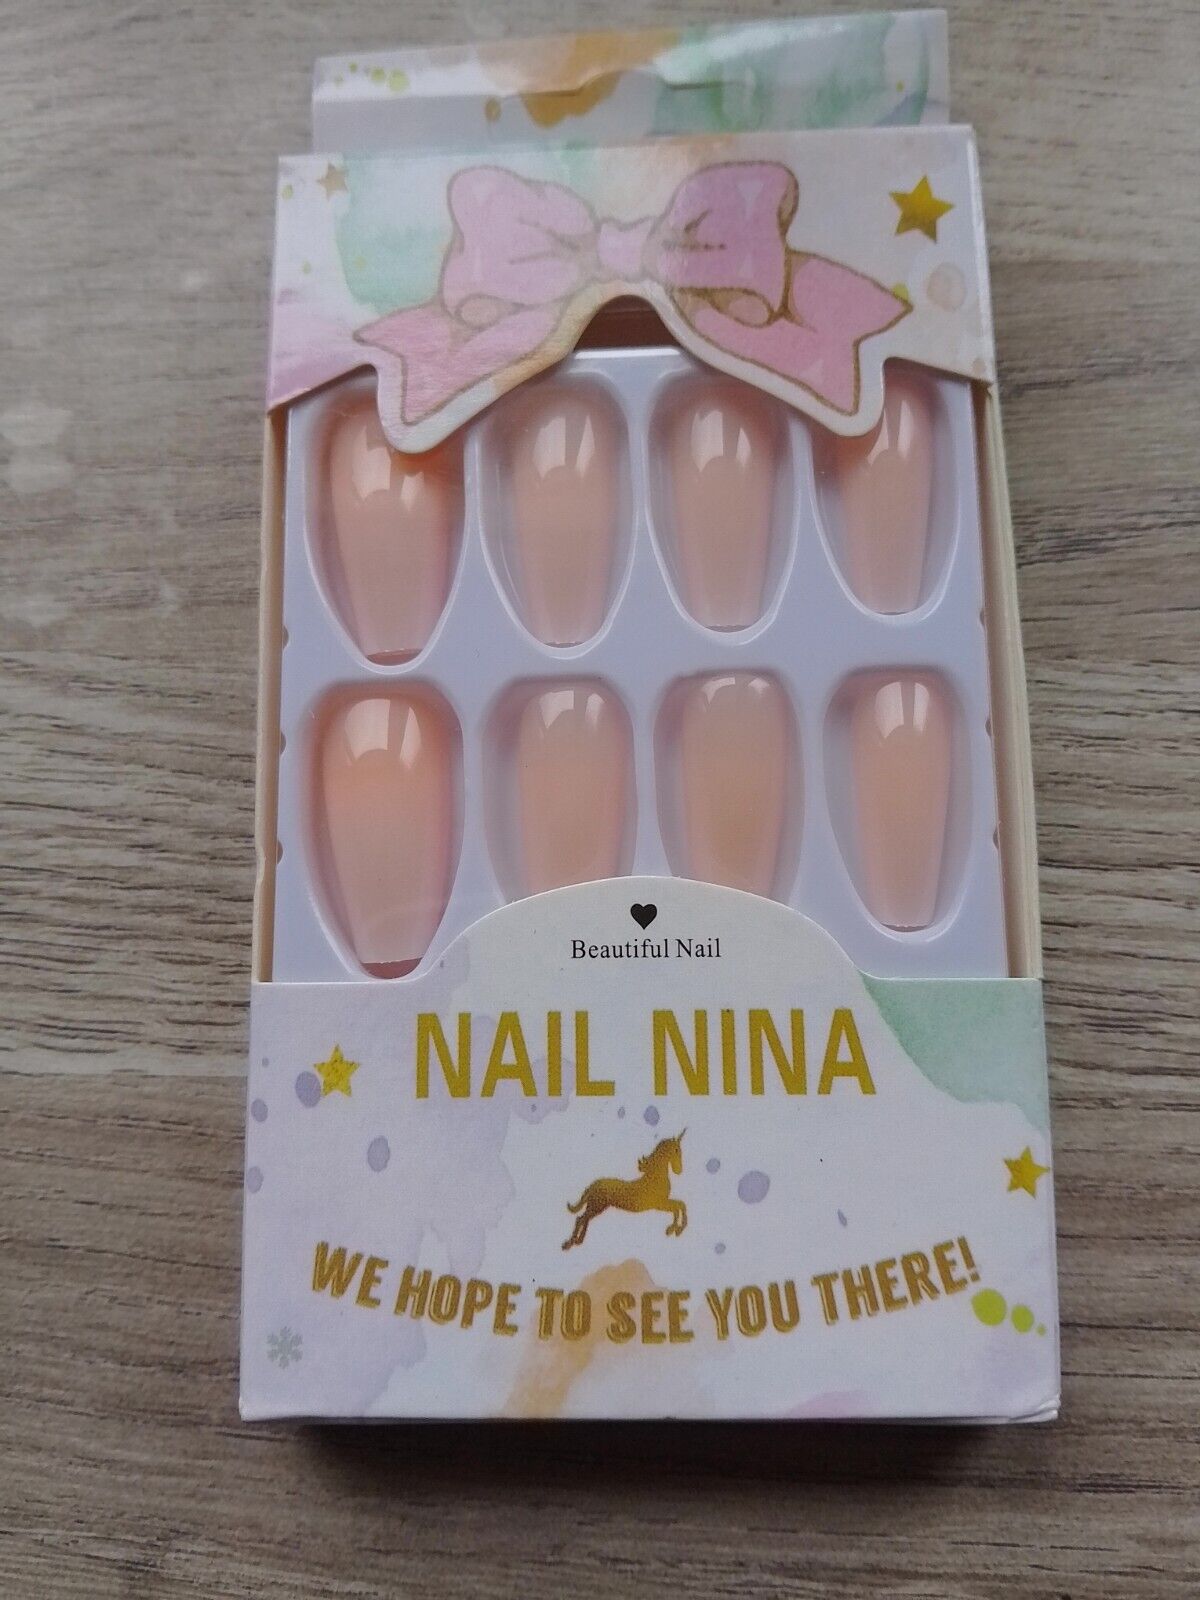 Beautiful Nail
NAIL NINA
WE HOPE TO SEE YOU THERE!